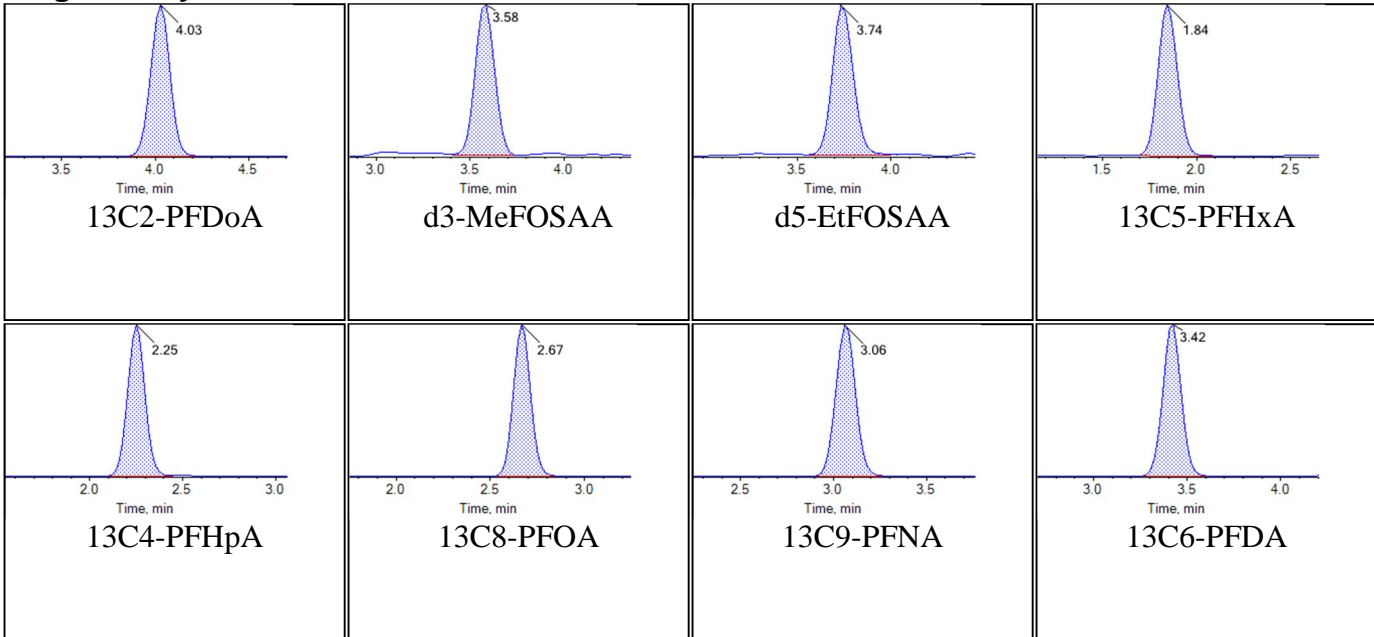 4.03
3.5 4.0 4.5
Time, min
13C2-PFDoA
3.58
3.0 3.5 4.0
Time, min
d3-MeFOSAA
3.74
3.5 4.0
Time, min
d5-EtFOSAA
1.84
1.5 2.0 2.5
Time, min
13C5-PFHxA
2.25
2.0 2.5 3.0
Time, min
13C4-PFHpA
2.67
2.0 2.5 3.0
Time, min
13C8-PFOA
3.06
2.5 3.0 3.5
Time, min
13C9-PFNA
3.42
3.0 3.5 4.0
Time, min
13C6-PFDA